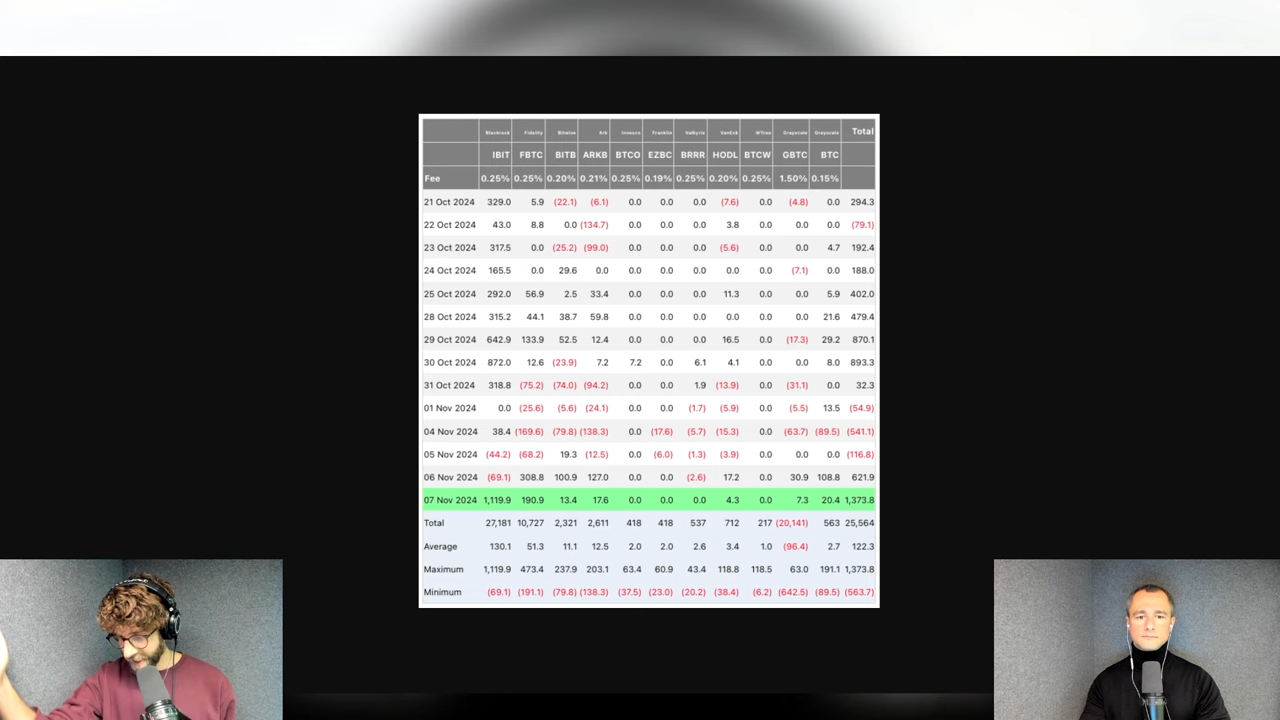 Blackrock Fidelity Bitwise Ark Invesco Franklin Valkyrie VanEck WTree Grayscale Grayscale Total
IBIT FBTC BITB ARKB BTCO EZBC BRRR HODL BTCW GBTC BTC
Fee 0.25% 0.25% 0.20% 0.21% 0.25% 0.19% 0.25% 0.20% 0.25% 1.50% 0.15%
21 Oct 2024 329.0 5.9 (22.1) (6.1) 0.0 0.0 0.0 (7.6) 0.0 (4.8) 0.0 294.3
22 Oct 2024 43.0 8.8 0.0 (134.7) 0.0 0.0 0.0 3.8 0.0 0.0 0.0 (79.1)
23 Oct 2024 317.5 0.0 (25.2) (99.0) 0.0 0.0 0.0 (5.6) 0.0 0.0 4.7 192.4
24 Oct 2024 165.5 0.0 29.6 0.0 0.0 0.0 0.0 0.0 0.0 (7.1) 0.0 188.0
25 Oct 2024 292.0 56.9 2.5 33.4 0.0 0.0 0.0 11.3 0.0 0.0 5.9 402.0
28 Oct 2024 315.2 44.1 38.7 59.8 0.0 0.0 0.0 0.0 0.0 0.0 21.6 479.4
29 Oct 2024 642.9 133.9 52.5 12.4 0.0 0.0 0.0 16.5 0.0 (17.3) 29.2 870.1
30 Oct 2024 872.0 12.6 (23.9) 7.2 7.2 0.0 6.1 4.1 0.0 0.0 8.0 893.3
31 Oct 2024 318.8 (75.2) (74.0) (94.2) 0.0 0.0 1.9 (13.9) 0.0 (31.1) 0.0 32.3
01 Nov 2024 0.0 (25.6) (5.6) (24.1) 0.0 0.0 (1.7) (5.9) 0.0 (5.5) 13.5 (54.9)
04 Nov 2024 38.4 (169.6) (79.8) (138.3) 0.0 (17.6) (5.7) (15.3) 0.0 (63.7) (89.5) (541.1)
05 Nov 2024 (44.2) (68.2) 19.3 (12.5) 0.0 (6.0) (1.3) (3.9) 0.0 0.0 0.0 (116.8)
06 Nov 2024 (69.1) 308.8 100.9 127.0 0.0 0.0 (2.6) 17.2 0.0 30.9 108.8 621.9
07 Nov 2024 1,119.9 190.9 13.4 17.6 0.0 0.0 0.0 4.3 0.0 7.3 20.4 1,373.8
Total 27,181 10,727 2,321 2,611 418 418 537 712 217 (20,141) 563 25,564
Average 130.1 51.3 11.1 12.5 2.0 2.0 2.6 3.4 1.0 (96.4) 2.7 122.3
Maximum 1,119.9 473.4 237.9 203.1 63.4 60.9 43.4 118.8 118.5 63.0 191.1 1,373.8
Minimum (69.1) (191.1) (79.8) (138.3) (37.5) (23.0) (20.2) (38.4) (6.2) (642.5) (89.5) (563.7)